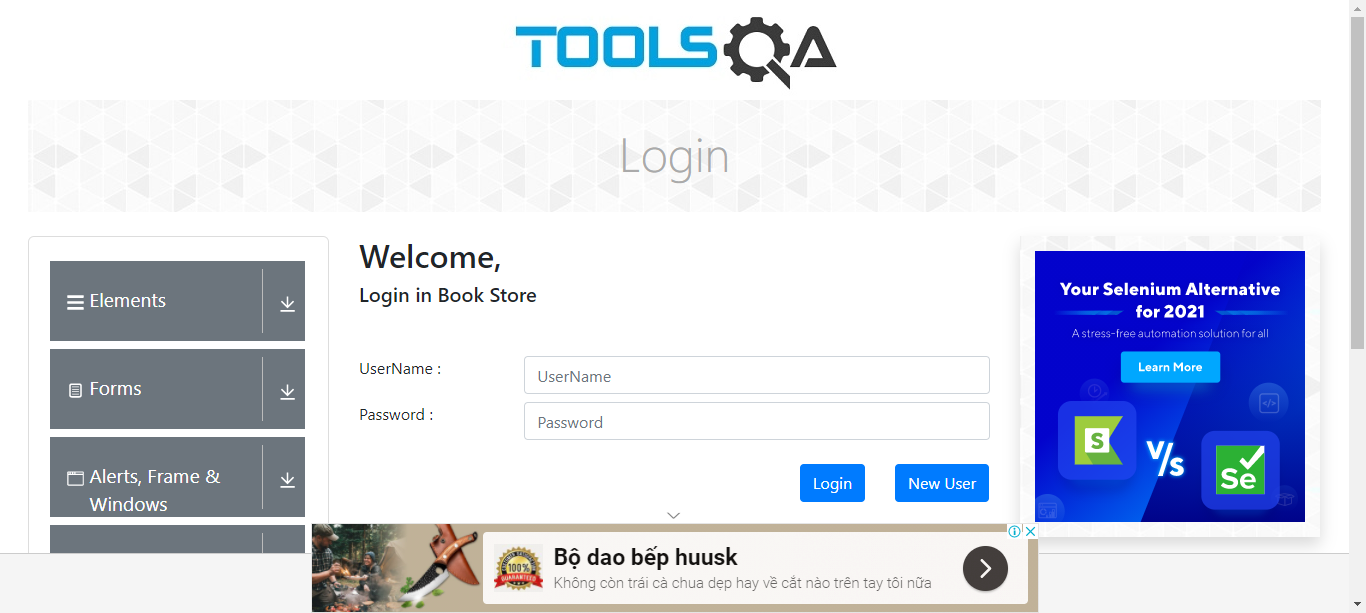 TOOLSQA
Login
Elements
Forms
Alerts, Frame &
Windows
Welcome,
Login in Book Store
UserName :
UserName
Password :
Password
Login
New User
Your Selenium Alternative
for 2021
A stress-free automation solution for all
Learn More
S
V/s
Se
100%
GUARANTEED
Bộ dao bếp huusk
Không còn trái cà chua dẹp hay về cắt nào trên tay tôi nữa